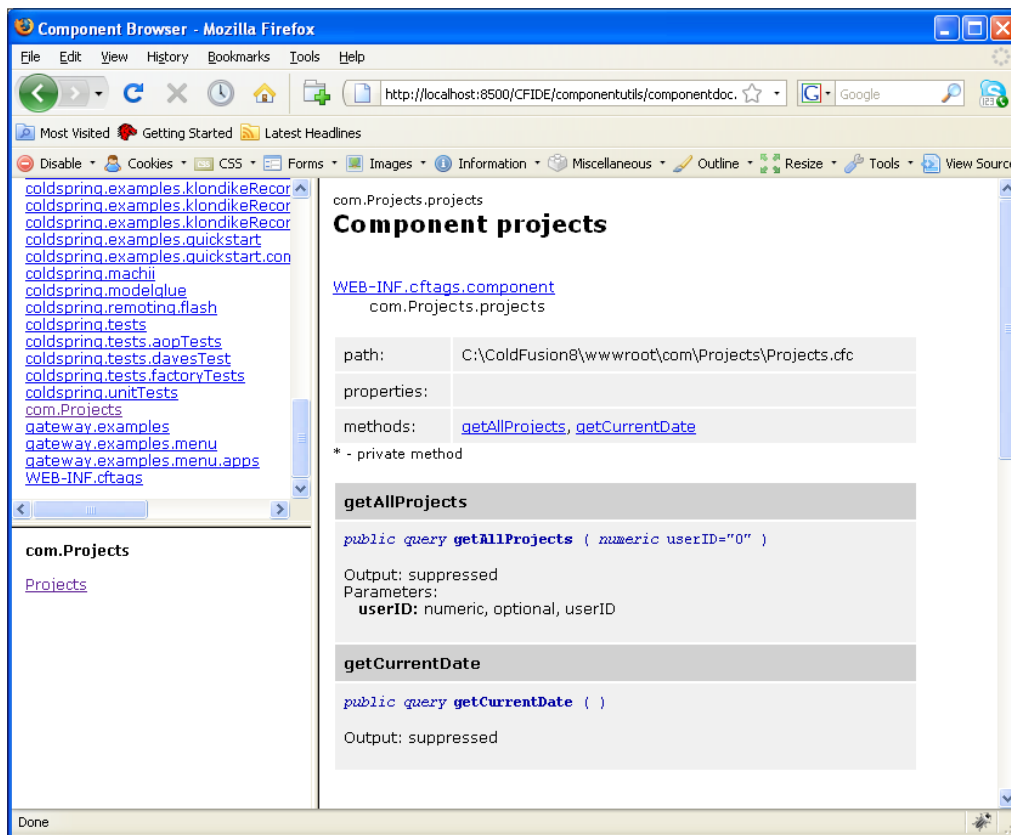 Component Browser - Mozilla Firefox
File Edit View History Bookmarks Tools Help
http://localhost:8500/CFIDE/componentutils/componentdoc. Google
Most Visited Getting Started Latest Headlines
Disable Cookies CSS Forms Images Information Miscellaneous Outline Resize Tools View Source
coldspring.examples.klondikeRecor
coldspring.examples.klondikeRecor
coldspring.examples.klondikeRecor
coldspring.examples.quickstart
coldspring.examples.quickstart.con
coldspring.machii
coldspring.modelglue
coldspring.remoting.flash
coldspring.tests
coldspring.tests.aopTests
coldspring.tests.davesTest
coldspring.tests.factoryTests
coldspring.unitTests
com.Projects
gateway.examples
gateway.examples.menu
gateway.examples.menu.apps
WEB-INF.cftags
com.Projects
Projects
com.Projects.projects
Component projects
WEB-INF.cftags.component
com.Projects.projects
path: C:\ColdFusion8\wwwroot\com\Projects\Projects.cfc
properties:
methods: getAllProjects, getCurrentDate
* - private method
getAllProjects
public query getAllProjects ( numeric userID="0" )
Output: suppressed
Parameters:
userID: numeric, optional, userID
getCurrentDate
public query getCurrentDate ( )
Output: suppressed
Done